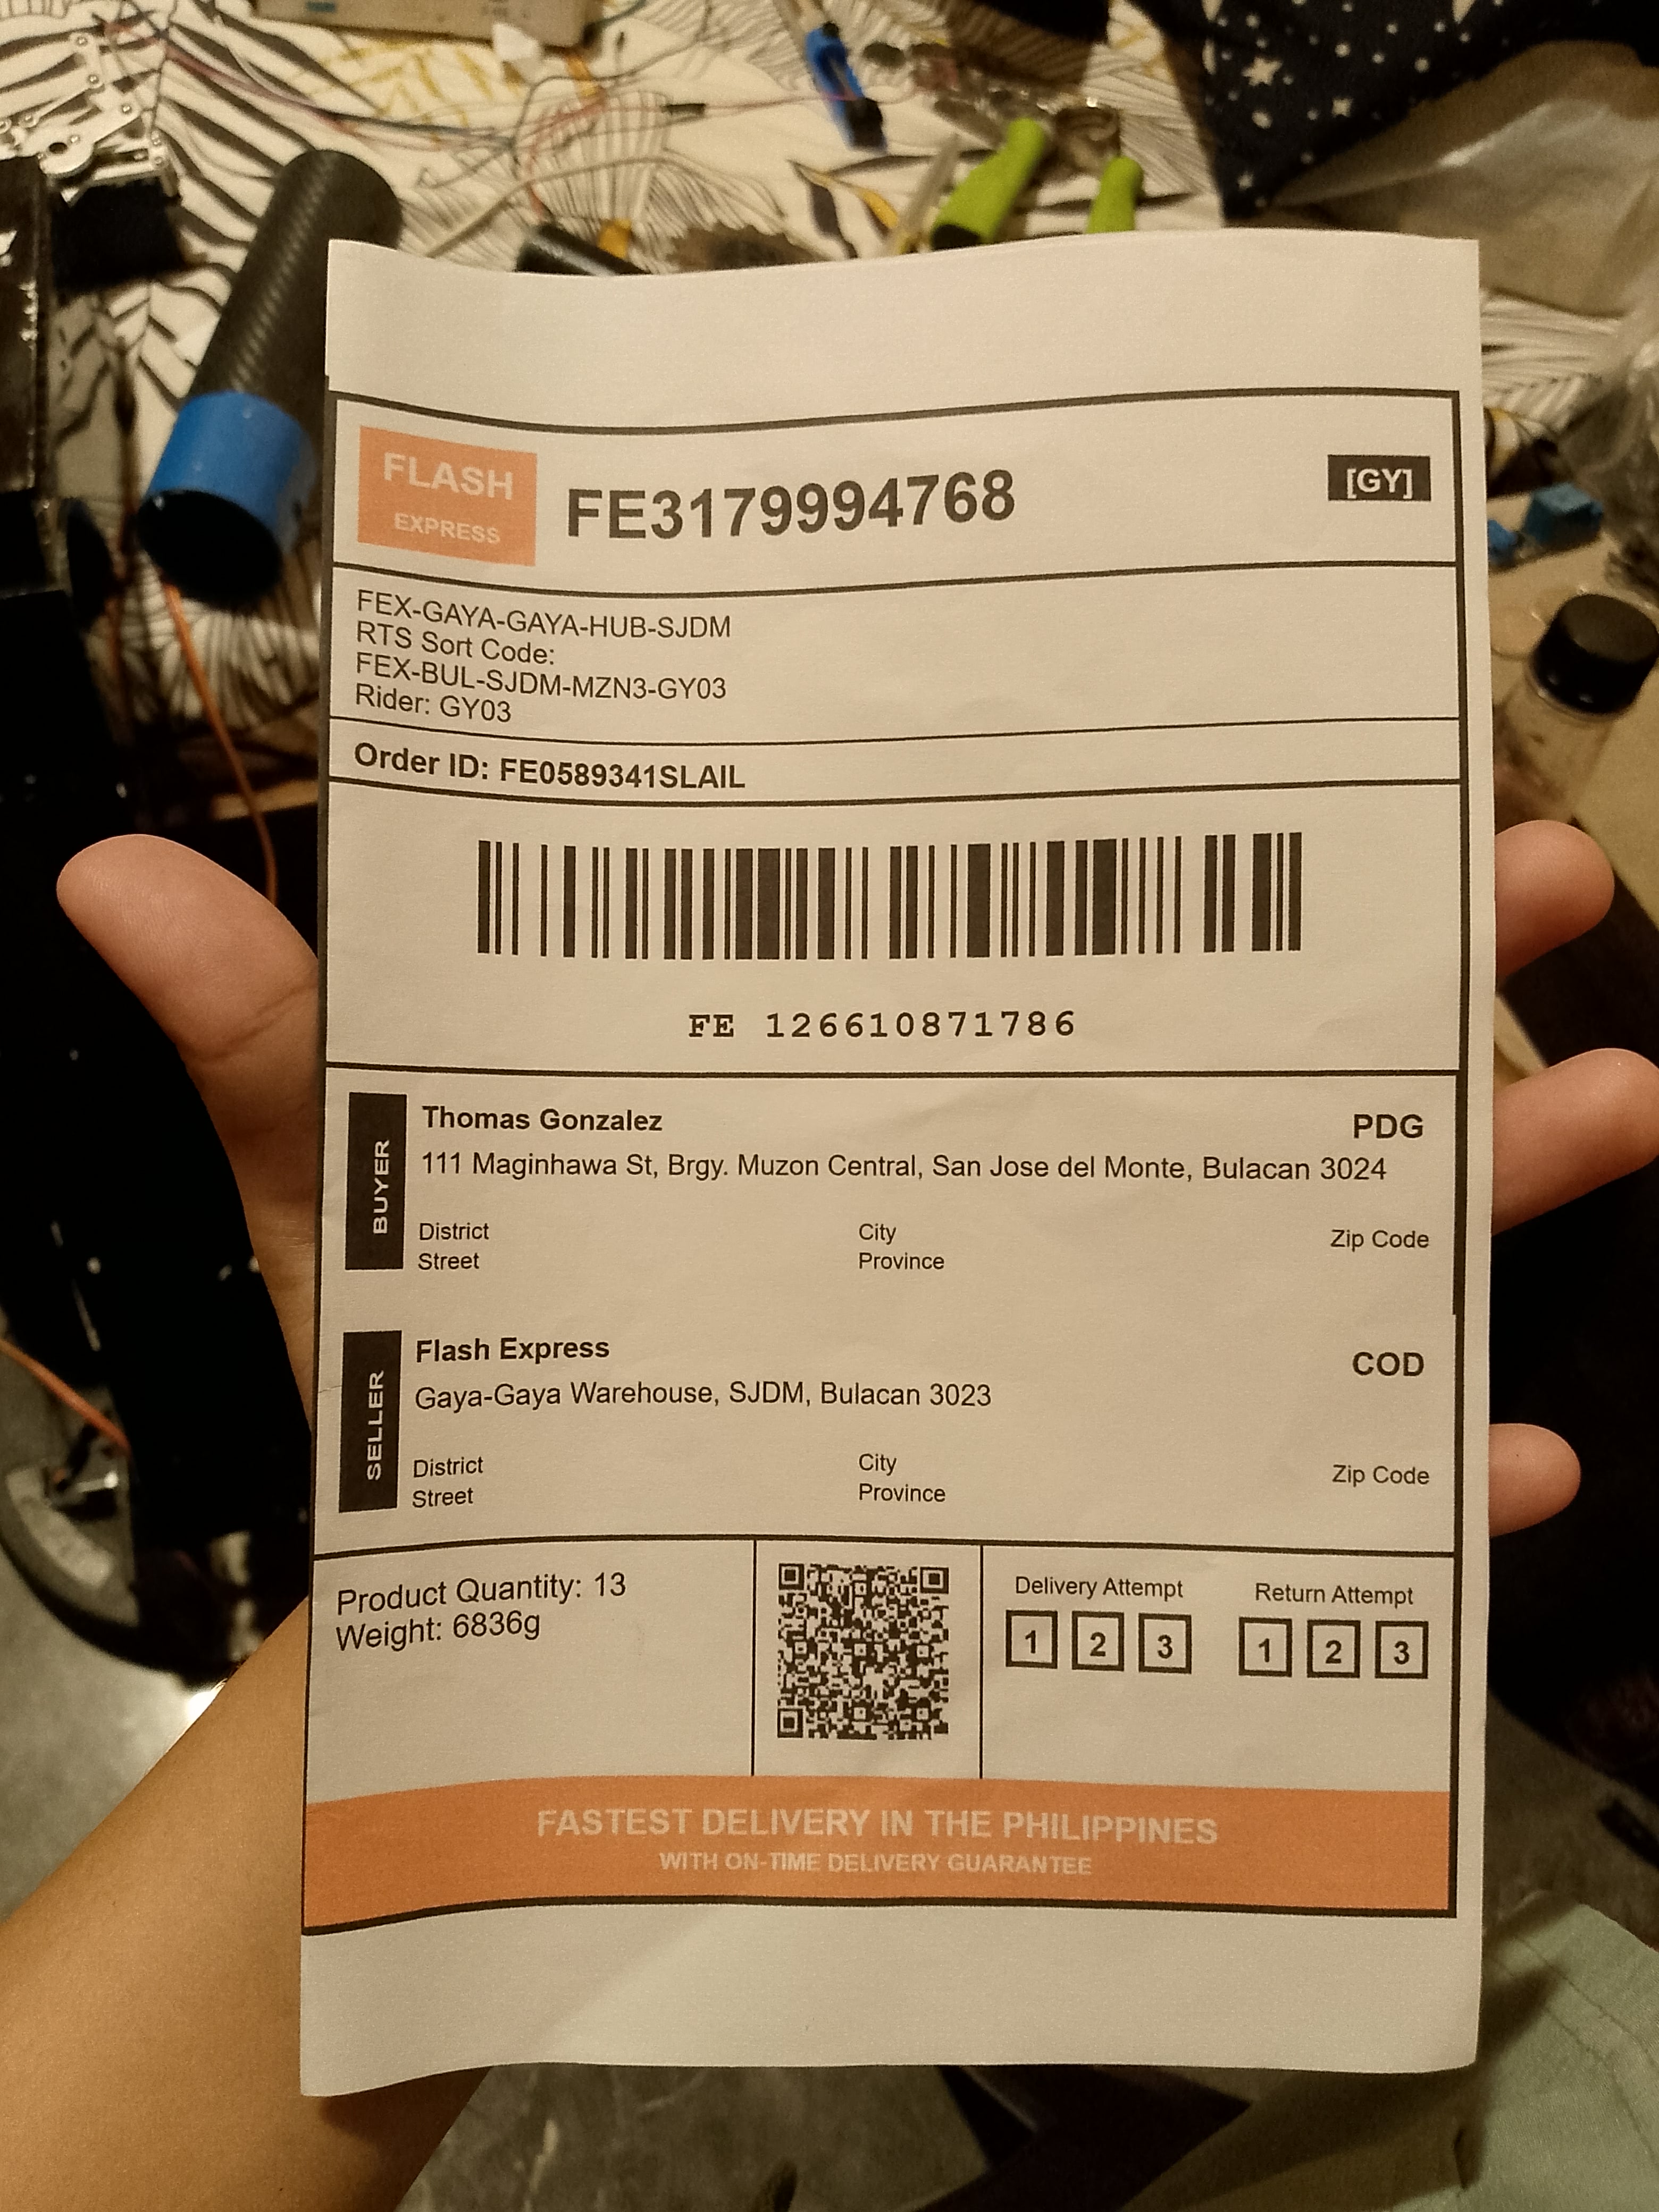 FLASH
EXPRESS
FE3179994768
[GY]
FEX-GAYA-GAYA-HUB-SJDM
RTS Sort Code:
FEX-BUL-SJDM-MZN3-GY03
Rider: GY03
Order ID: FE0589341SLAIL
FE 126610871786
BUYER
Thomas Gonzalez
PDG
111 Maginhawa St, Brgy. Muzon Central, San Jose del Monte, Bulacan 3024
District
City
Zip Code
Street
Province
SELLER
Flash Express
COD
Gaya-Gaya Warehouse, SJDM, Bulacan 3023
District
City
Zip Code
Street
Province
Product Quantity: 13
Weight: 6836g
Delivery Attempt
1 2 3
Return Attempt
1 2 3
FASTEST DELIVERY IN THE PHILIPPINES
WITH ON-TIME DELIVERY GUARANTEE